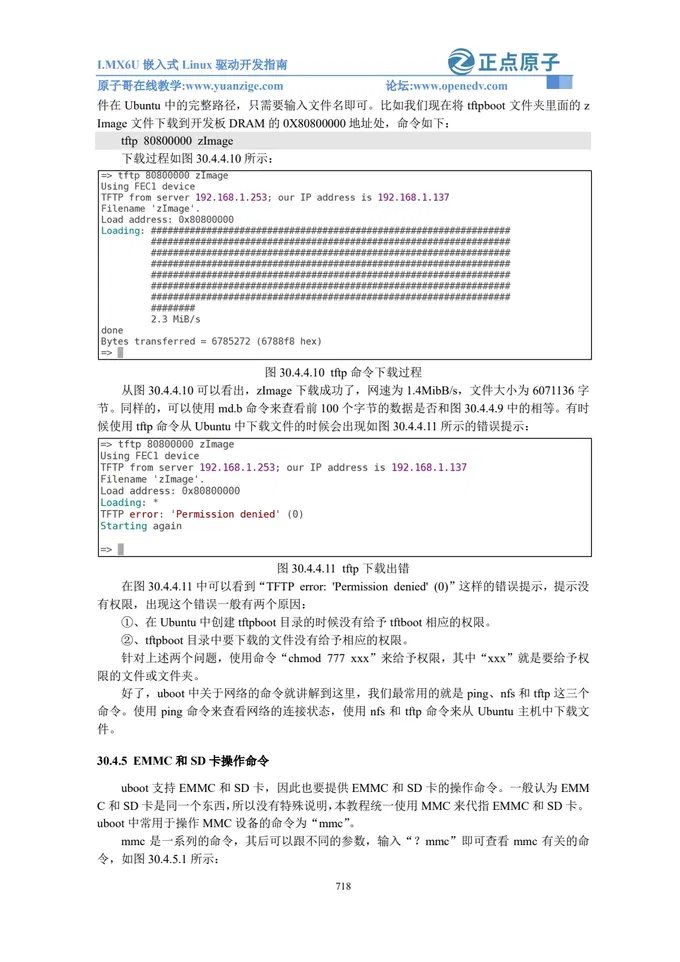 I.MX6U 嵌入式 Linux 驱动开发指南
正点原子
原子哥在线教学:www.yuanzige.com
论坛:www.openedv.com
件在 Ubuntu 中的完整路径，只需要输入文件名即可。比如我们现在将 tftpboot 文件夹里面的 z
Image 文件下载到开发板 DRAM 的 0X80800000 地址处，命令如下：
tftp 80800000 zImage
下载过程如图 30.4.4.10 所示：
=> tftp 80800000 zImage
Using FEC1 device
TFTP from server 192.168.1.253; our IP address is 192.168.1.137
Filename 'zImage'.
Load address: 0x80800000
Loading: #################################################################
#################################################################
#################################################################
#################################################################
#################################################################
#################################################################
#################################################################
########
2.3 MiB/s
done
Bytes transferred = 6785272 (6788f8 hex)
=>
图 30.4.4.10 tftp 命令下载过程
从图 30.4.4.10 可以看出，zImage 下载成功了，网速为 1.4MibB/s，文件大小为 6071136 字
节。同样的，可以使用 md.b 命令来查看前 100 个字节的数据是否和图 30.4.4.9 中的相等。有时
候使用 tftp 命令从 Ubuntu 中下载文件的时候会出现如图 30.4.4.11 所示的错误提示：
=> tftp 80800000 zImage
Using FEC1 device
TFTP from server 192.168.1.253; our IP address is 192.168.1.137
Filename 'zImage'.
Load address: 0x80800000
Loading: *
TFTP error: 'Permission denied' (0)
Starting again
=>
图 30.4.4.11 tftp 下载出错
在图 30.4.4.11 中可以看到“TFTP error: 'Permission denied' (0)”这样的错误提示，提示没
有权限，出现这个错误一般有两个原因：
①、在 Ubuntu 中创建 tftpboot 目录的时候没有给予 tftboot 相应的权限。
②、tftpboot 目录中要下载的文件没有给予相应的权限。
针对上述两个问题，使用命令“chmod 777 xxx”来给予权限，其中“xxx”就是要给予权
限的文件或文件夹。
好了，uboot 中关于网络的命令就讲解到这里，我们最常用的就是 ping、nfs 和 tftp 这三个
命令。使用 ping 命令来查看网络的连接状态，使用 nfs 和 tftp 命令来从 Ubuntu 主机中下载文
件。
30.4.5 EMMC 和 SD 卡操作命令
uboot 支持 EMMC 和 SD 卡，因此也要提供 EMMC 和 SD 卡的操作命令。一般认为 EMM
C 和 SD 卡是同一个东西，所以没有特殊说明，本教程统一使用 MMC 来代指 EMMC 和 SD 卡。
uboot 中常用于操作 MMC 设备的命令为“mmc”。
mmc 是一系列的命令，其后可以跟不同的参数，输入“？mmc”即可查看 mmc 有关的命
令，如图 30.4.5.1 所示：
718